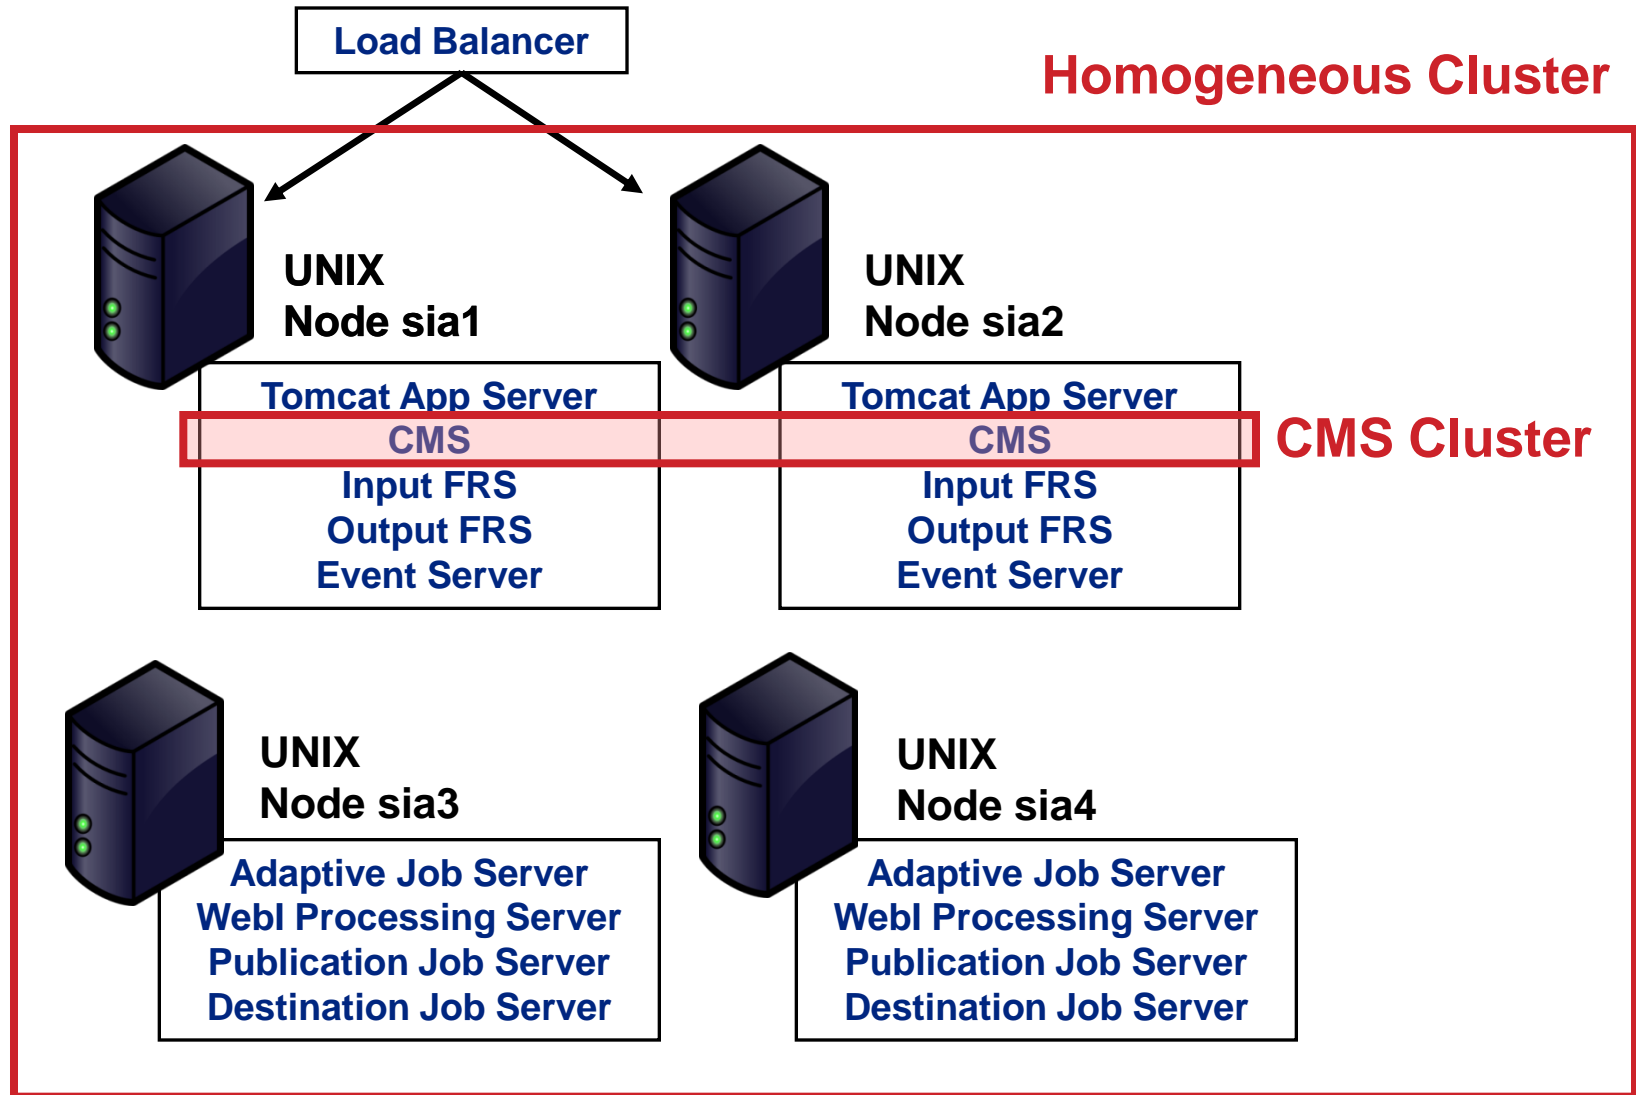 Load Balancer
Homogeneous Cluster
UNIX
Node sia1
UNIX
Node sia2
Tomcat App Server
CMS
Input FRS
Output FRS
Event Server
Tomcat App Server
CMS
Input FRS
Output FRS
Event Server
CMS Cluster
UNIX
Node sia3
UNIX
Node sia4
Adaptive Job Server
WebI Processing Server
Publication Job Server
Destination Job Server
Adaptive Job Server
WebI Processing Server
Publication Job Server
Destination Job Server